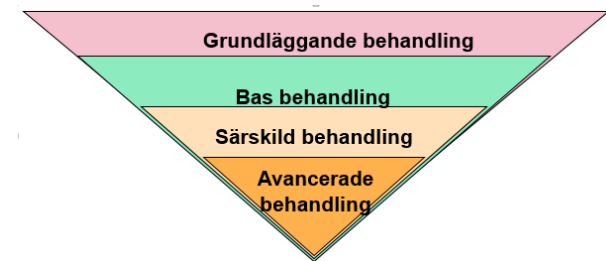 Grundläggande behandling
Bas behandling
Särskild behandling
Avancerade
behandling